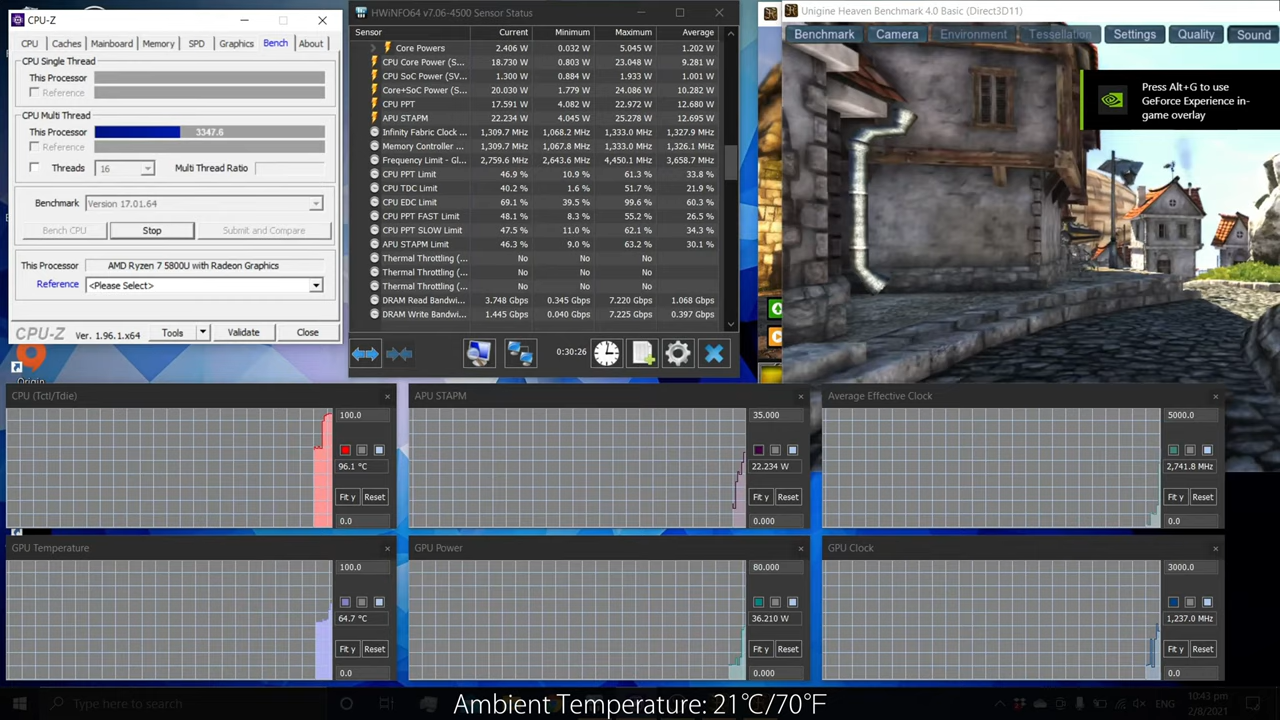 CPU-Z
CPU Caches Mainboard Memory SPD Graphics Bench About
CPU Single Thread
This Processor
Reference
CPU Multi Thread
This Processor 3347.6
Reference
Threads 16 Multi Thread Ratio
Benchmark Version 17.01.64
Bench CPU Stop Submit and Compare
This Processor AMD Ryzen 7 5800U with Radeon Graphics
Reference <Please Select>
CPU-Z Ver. 1.96.1.x64 Tools Validate Close
Origin
HWiNFO64 v7.06-4500 Sensor Status
Sensor Current Minimum Maximum Average
Core Powers 2.406 W 0.032 W 5.045 W 1.202 W
CPU Core Power (S... 18.730 W 0.803 W 23.048 W 9.281 W
CPU SoC Power (SV... 1.300 W 0.884 W 1.933 W 1.001 W
Core+SoC Power (S... 20.030 W 1.779 W 24.086 W 10.282 W
CPU PPT 17.591 W 4.082 W 22.972 W 12.680 W
APU STAPM 22.234 W 4.045 W 25.278 W 12.695 W
Infinity Fabric Clock ... 1,309.7 MHz 1,068.2 MHz 1,333.0 MHz 1,327.9 MHz
Memory Controller ... 1,309.7 MHz 1,067.8 MHz 1,333.0 MHz 1,326.1 MHz
Frequency Limit - Gl... 2,759.6 MHz 2,643.6 MHz 4,450.1 MHz 3,658.7 MHz
CPU PPT Limit 46.9 % 10.9 % 61.3 % 33.8 %
CPU TDC Limit 40.2 % 1.6 % 51.7 % 21.9 %
CPU EDC Limit 69.1 % 39.5 % 99.6 % 60.3 %
CPU PPT FAST Limit 48.1 % 8.3 % 55.2 % 26.5 %
CPU PPT SLOW Limit 47.5 % 11.0 % 62.1 % 34.3 %
APU STAPM Limit 46.3 % 9.0 % 63.2 % 30.1 %
Thermal Throttling (... No No No
Thermal Throttling (... No No No
Thermal Throttling (... No No No
DRAM Read Bandwi... 3.748 Gbps 0.345 Gbps 7.220 Gbps 1.068 Gbps
DRAM Write Bandwi... 1.445 Gbps 0.040 Gbps 7.225 Gbps 0.397 Gbps
0:30:26
Unigine Heaven Benchmark 4.0 Basic (Direct3D11)
Benchmark Camera Environment Tessellation Settings Quality Sound
Press Alt+G to use
GeForce Experience in-
game overlay
CPU (Tctl/Tdie)
100.0
96.1 °C
Fit y Reset
0.0
APU STAPM
35.000
22.234 W
Fit y Reset
0.000
Average Effective Clock
5000.0
2,741.8 MHz
Fit y Reset
0.0
GPU Temperature
100.0
64.7 °C
Fit y Reset
0.0
GPU Power
80.000
36.210 W
Fit y Reset
0.000
GPU Clock
3000.0
1,237.0 MHz
Fit y Reset
0.0
Type here to search
ENG
10:43 pm
2/8/2021
Ambient Temperature: 21°C/70°F